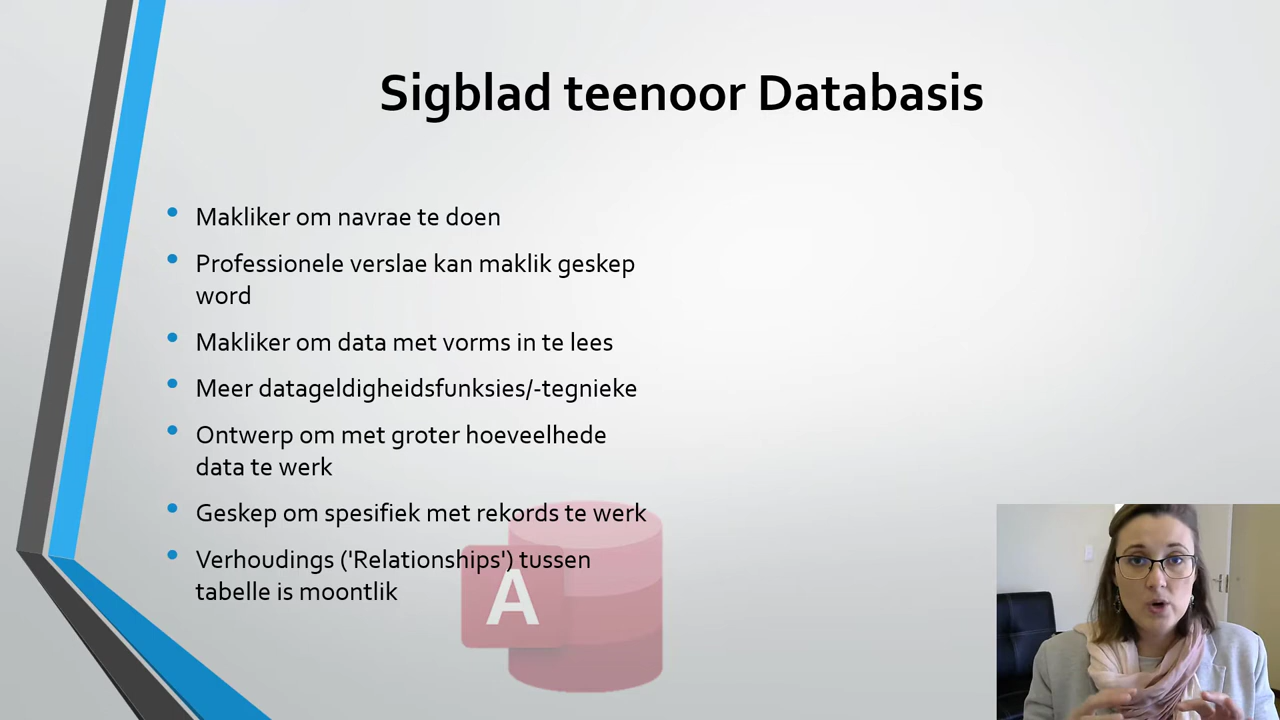 Sigblad teenoor Databasis
• Makliker om navrae te doen
• Professionele verslae kan maklik geskep
word
• Makliker om data met vorms in te lees
• Meer datageldigheidsfunksies/-tegnieke
• Ontwerp om met groter hoeveelhede
data te werk
• Geskep om spesifiek met rekords te werk
• Verhoudings ('Relationships') tussen
tabelle is moontlik
A